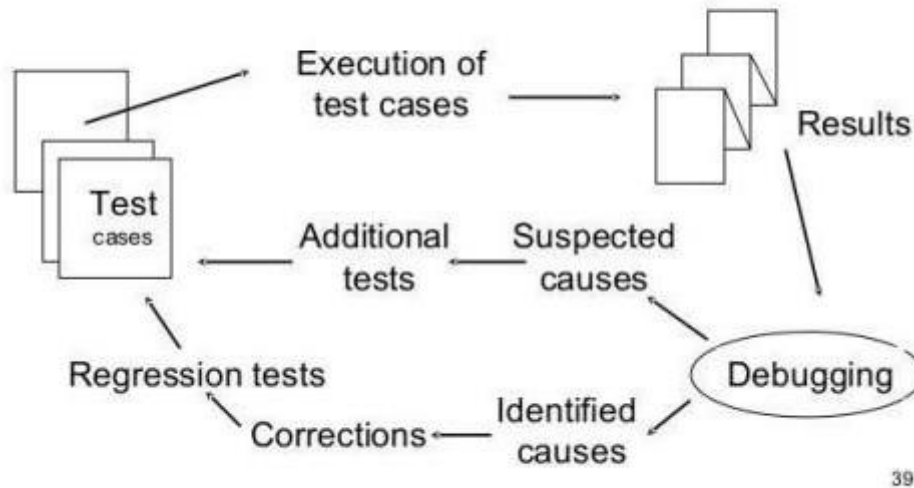 Execution of
test cases
Results
Test
cases
Additional
tests
Suspected
causes
Debugging
Regression tests
Identified
causes
Corrections
39